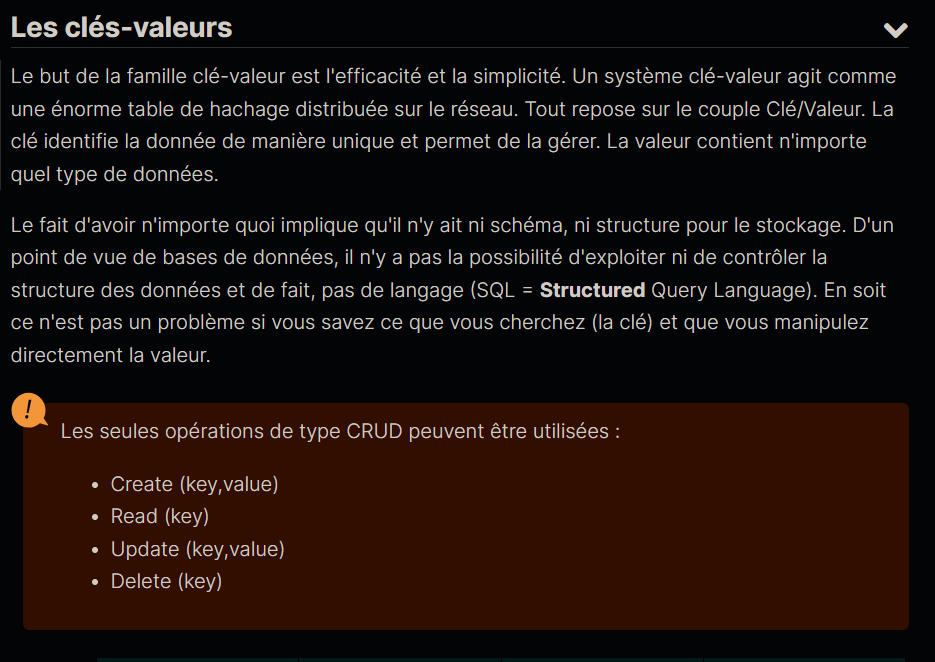 Les clés-valeurs
Le but de la famille clé-valeur est l'efficacité et la simplicité. Un système clé-valeur agit comme
une énorme table de hachage distribuée sur le réseau. Tout repose sur le couple Clé/Valeur. La
clé identifie la donnée de manière unique et permet de la gérer. La valeur contient n'importe
quel type de données.
Le fait d'avoir n'importe quoi implique qu'il n'y ait ni schéma, ni structure pour le stockage. D'un
point de vue de bases de données, il n'y a pas la possibilité d'exploiter ni de contrôler la
structure des données et de fait, pas de langage (SQL = Structured Query Language). En soit
ce n'est pas un problème si vous savez ce que vous cherchez (la clé) et que vous manipulez
directement la valeur.
!
Les seules opérations de type CRUD peuvent être utilisées :
• Create (key,value)
• Read (key)
• Update (key,value)
• Delete (key)